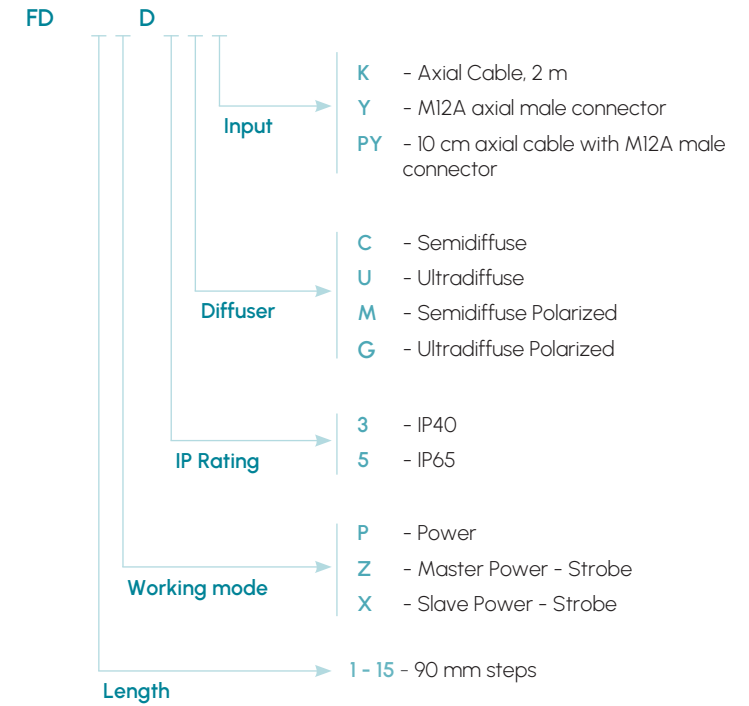 FD D
K - Axial Cable, 2 m
Y - M12A axial male connector
Input
PY - 10 cm axial cable with M12A male
connector
C - Semidiffuse
U - Ultradiffuse
Diffuser
M - Semidiffuse Polarized
G - Ultradiffuse Polarized
3 - IP40
IP Rating
5 - IP65
P - Power
Z - Master Power - Strobe
Working mode
X - Slave Power - Strobe
1 - 15 - 90 mm steps
Length